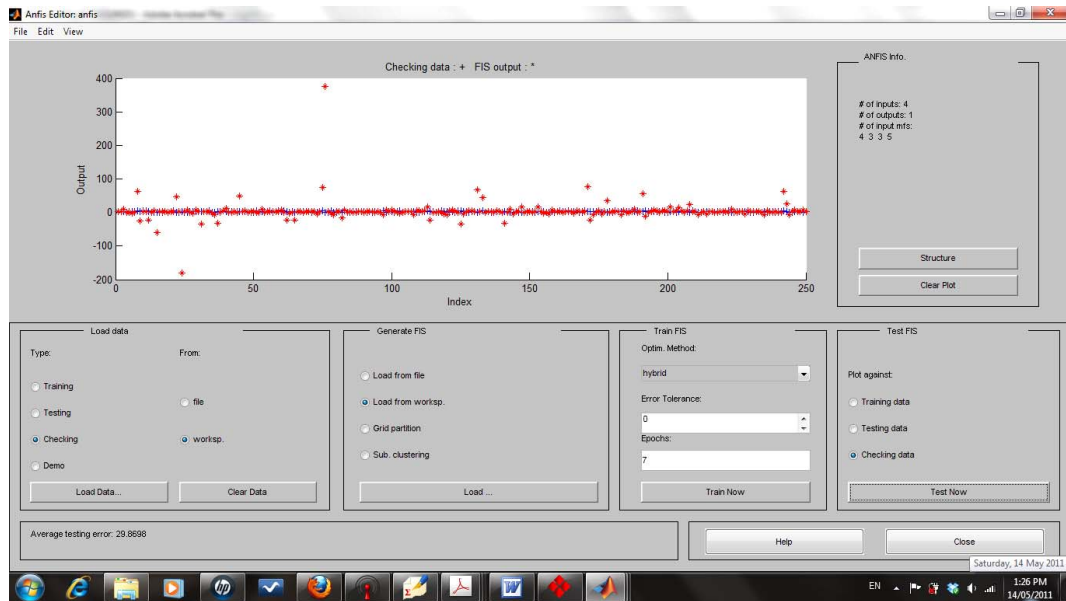 Anfis Editor: anfis
File Edit View
Checking data : + FIS output : *
400
300
200
100
0
-100
-200
Output
0 50 100 150 200 250
Index
ANFIS Info.
# of inputs: 4
# of outputs: 1
# of input mfs:
4 3 3 5
Structure
Clear Plot
Load data
Type:
From:
Training
Testing
Checking
Demo
file
worksp.
Load Data...
Clear Data
Generate FIS
Load from file
Load from worksp.
Grid partition
Sub. clustering
Load ...
Train FIS
Optim. Method:
hybrid
Error Tolerance:
0
Epochs:
7
Train Now
Test FIS
Plot against:
Training data
Testing data
Checking data
Test Now
Average testing error: 29.8698
Help
Close
Saturday, 14 May 2011
hp
W
EN
1:26 PM
14/05/2011